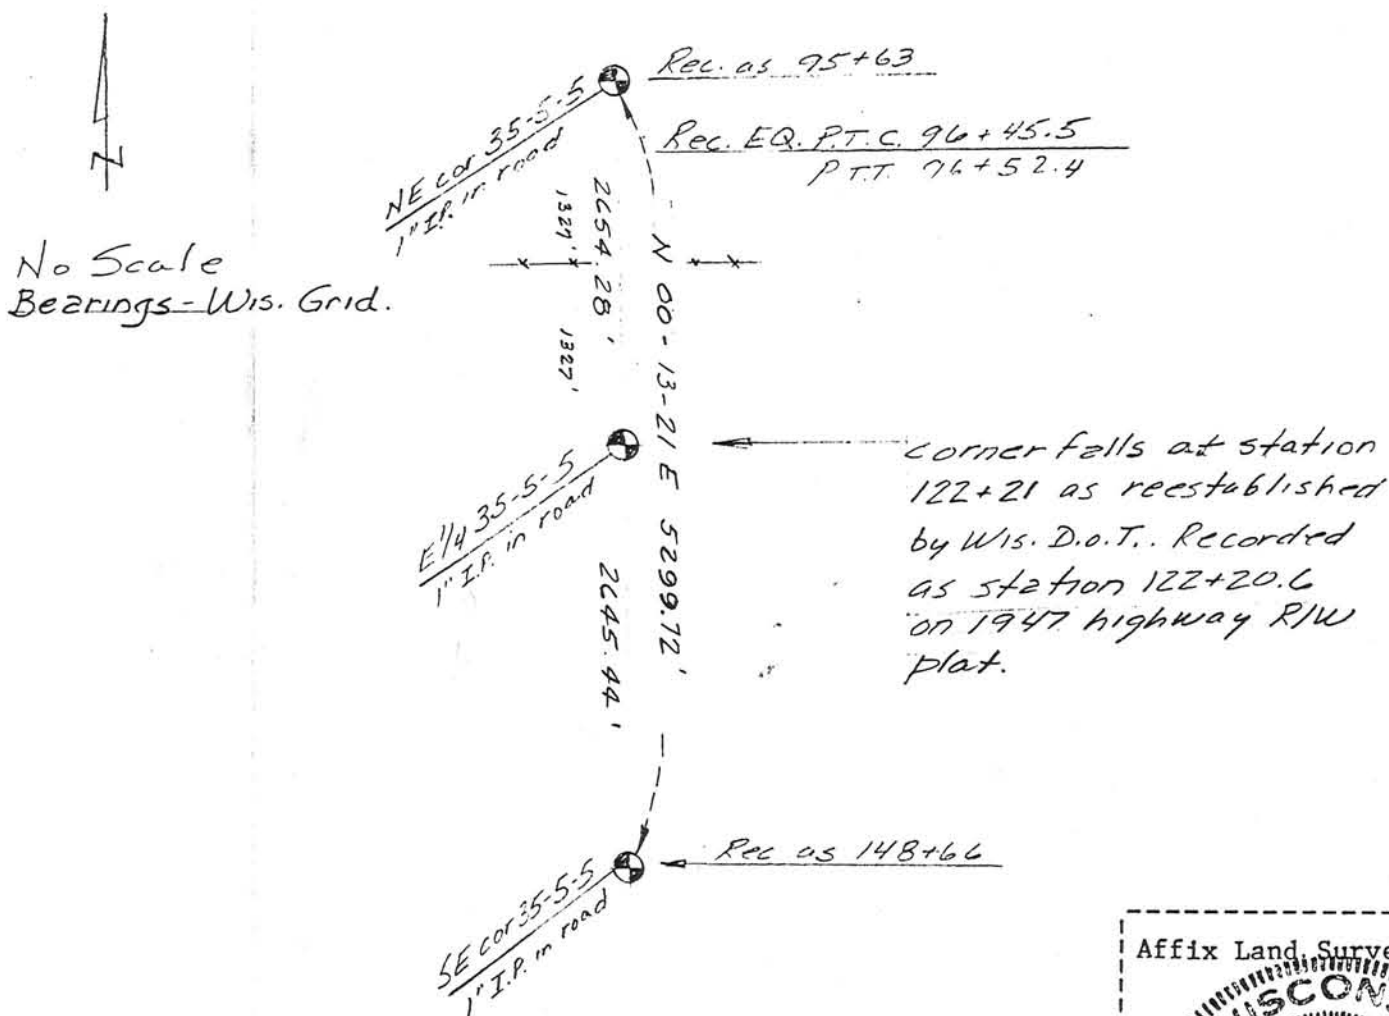 Rec. as 95+63
Rec. EQ. P.T.C. 96+45.5
P.T.T. 96+52.4
NE cor 35-5-5
1" I.P. in road
2654.28'
1327'
1327'
N 00-13-21 E 5299.72'
No Scale
Bearings-Wis. Grid.
N
E 1/4 35-5-5
1" I.P. in road
corner falls at station
122+21 as reestablished
by Wis. D.o.T.. Recorded
as station 122+20.6
on 1947 highway R/W
plat.
2645.44'
Rec as 148+66
SE cor 35-5-5
1" I.P. in road
Affix Land Surve